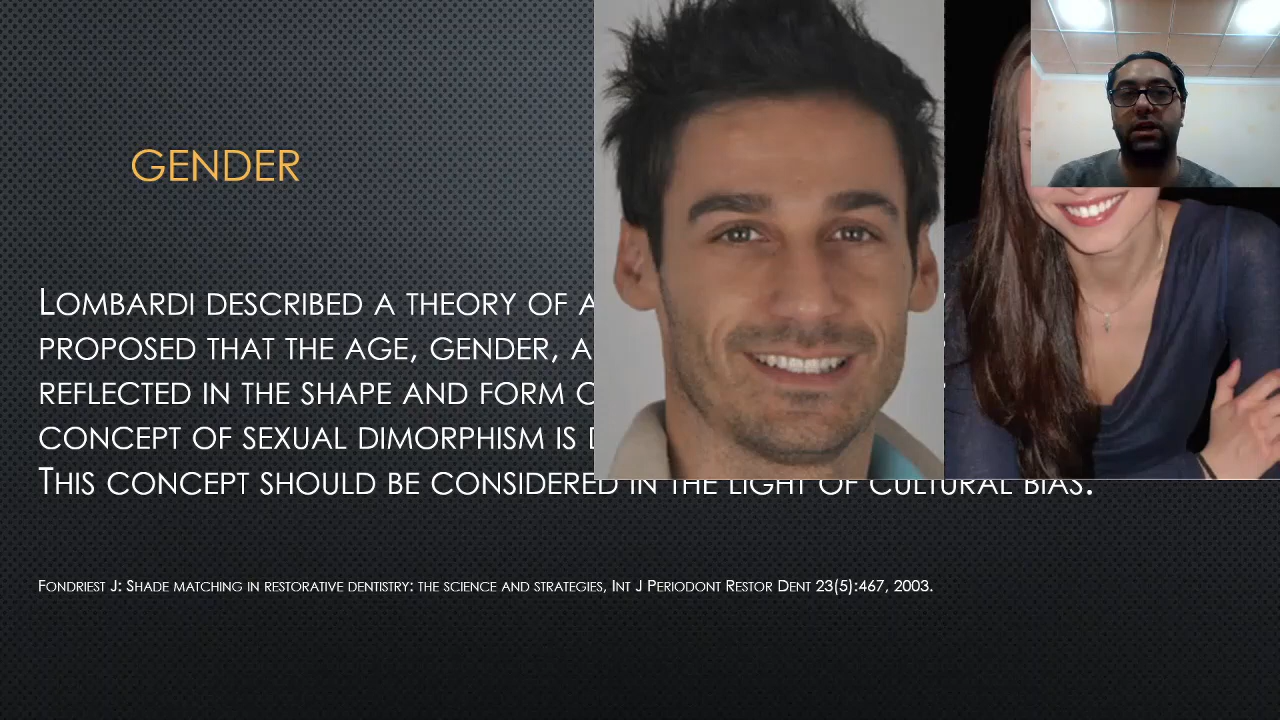 GENDER
LOMBARDI DESCRIBED A THEORY OF
PROPOSED THAT THE AGE, GENDER,
REFLECTED IN THE SHAPE AND FORM
CONCEPT OF SEXUAL DIMORPHISM IS
THIS CONCEPT SHOULD BE CONSIDERED IN THE LIGHT OF CULTURAL BIAS.
FONDRIEST J: SHADE MATCHING IN RESTORATIVE DENTISTRY: THE SCIENCE AND STRATEGIES, INT J PERIODONT RESTOR DENT 23(5):467, 2003.